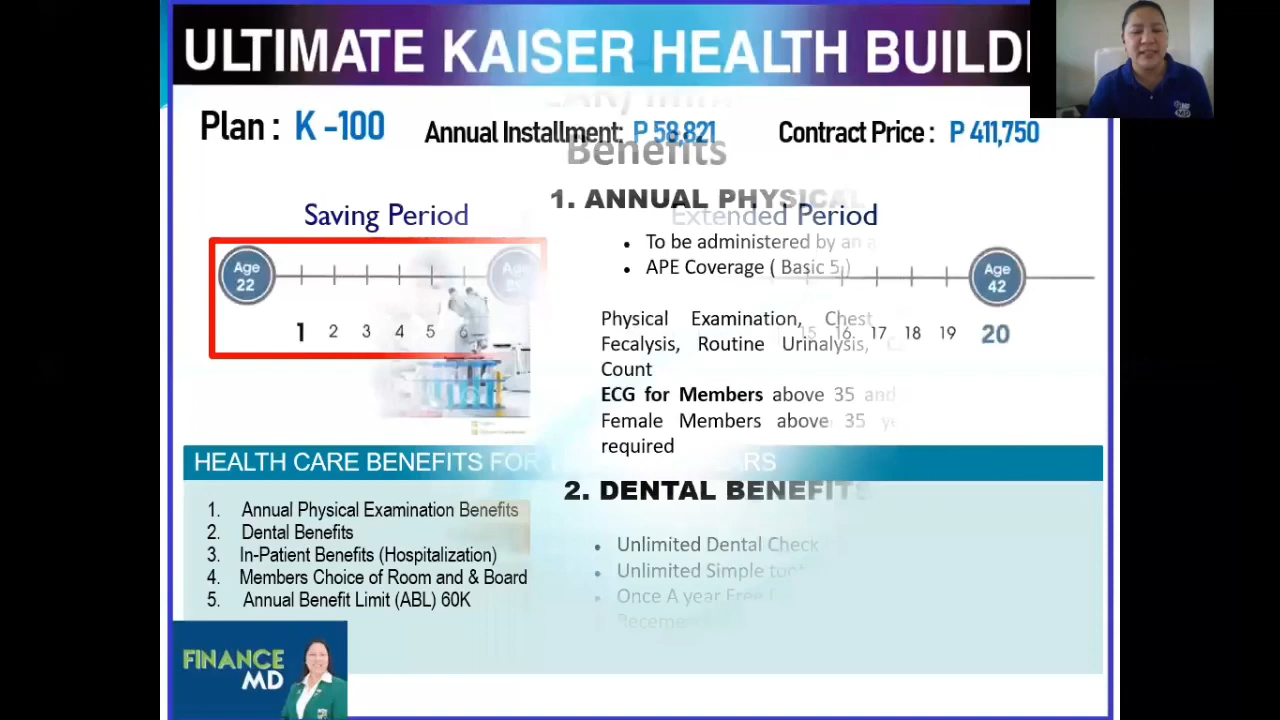 ULTIMATE KAISER HEALTH BUILD
Plan : K -100
Annual Installment: P 58,821
Contract Price : P 411,750
Benefits
1. ANNUAL PHYSICAL
Saving Period
Extended Period
To be administered by an
APE Coverage ( Basic 5 )
Age
22
Age
Age
42
1 2 3 4 5 6
15 16 17 18 19 20
Physical Examination, Chest
Fecalysis, Routine Urinalysis,
Count
ECG for Members above 35 and
Female Members above 35
required
HEALTH CARE BENEFITS FOR
2. DENTAL BENEFITS
1. Annual Physical Examination Benefits
2. Dental Benefits
3. In-Patient Benefits (Hospitalization)
4. Members Choice of Room and & Board
5. Annual Benefit Limit (ABL) 60K
Unlimited Dental Check
Unlimited Simple
Once A year Free
FINANCE
MD